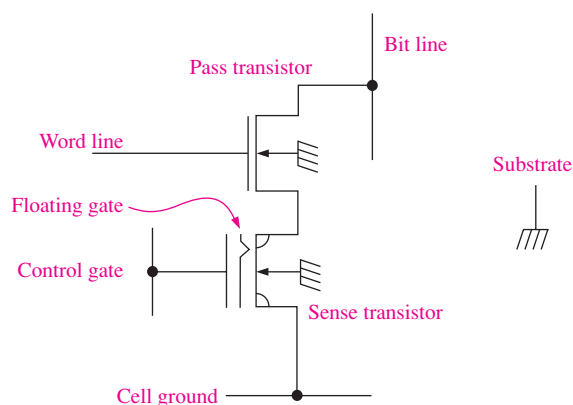 Bit line
Pass transistor
Word line
Substrate
Floating gate
Control gate
Sense transistor
Cell ground